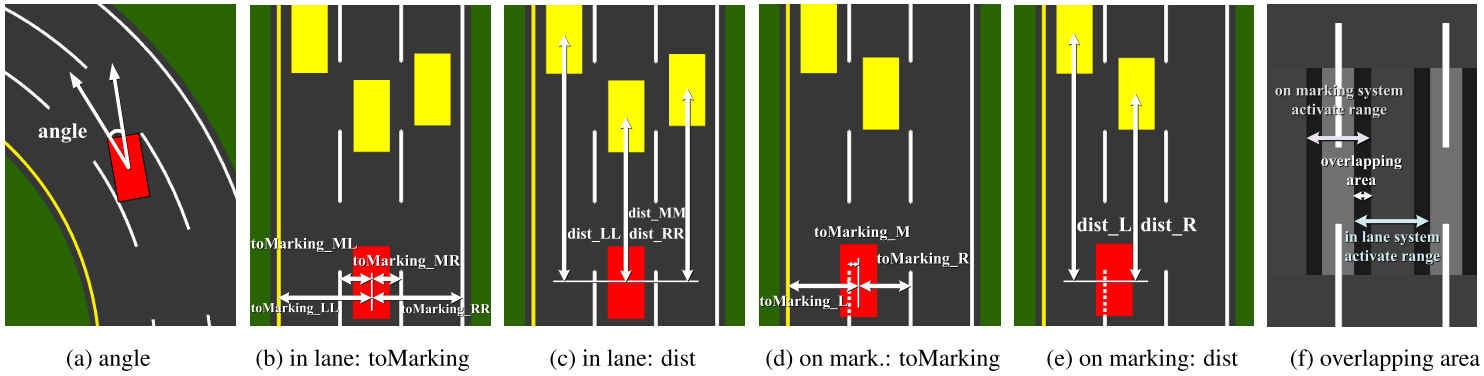 angle
toMarking_ML
toMarking_MR
toMarking_LL
toMarking_RR
dist_MM
dist_LL
dist_RR
toMarking_M
toMarking_R
toMarking_L
dist_L
dist_R
on marking system
activate range
overlapping
area
in lane system
activate range
(a) angle
(b) in lane: toMarking
(c) in lane: dist
(d) on mark.: toMarking
(e) on marking: dist
(f) overlapping area